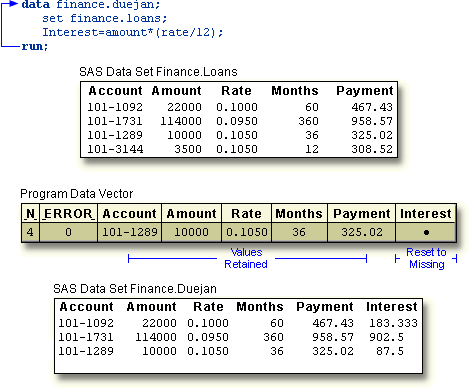 data finance.duejan;
set finance.loans;
Interest=amount*(rate/12);
run;
SAS Data Set Finance.Loans
Account Amount Rate Months Payment
101-1092 22000 0.1000 60 467.43
101-1731 114000 0.0950 360 958.57
101-1289 10000 0.1050 36 325.02
101-3144 3500 0.1050 12 308.52
Program Data Vector
_N_ _ERROR_ Account Amount Rate Months Payment Interest
4 0 101-1289 10000 0.1050 36 325.02 •
Values Retained
Reset to Missing
SAS Data Set Finance.Duejan
Account Amount Rate Months Payment Interest
101-1092 22000 0.1000 60 467.43 183.333
101-1731 114000 0.0950 360 958.57 902.5
101-1289 10000 0.1050 36 325.02 87.5